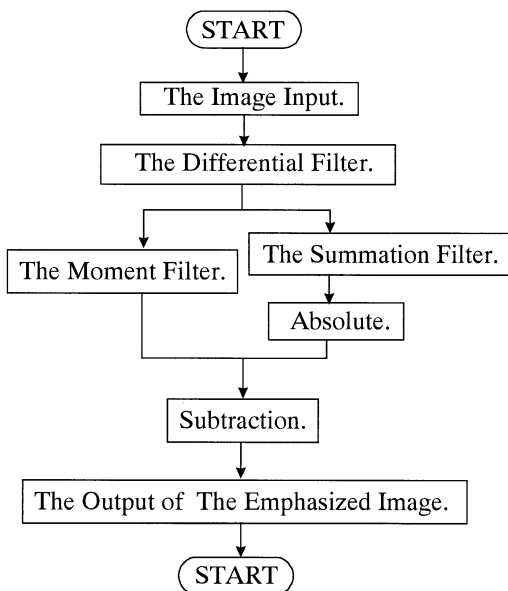 START
The Image Input.
The Differential Filter.
The Moment Filter.
The Summation Filter.
Absolute.
Subtraction.
The Output of The Emphasized Image.
START